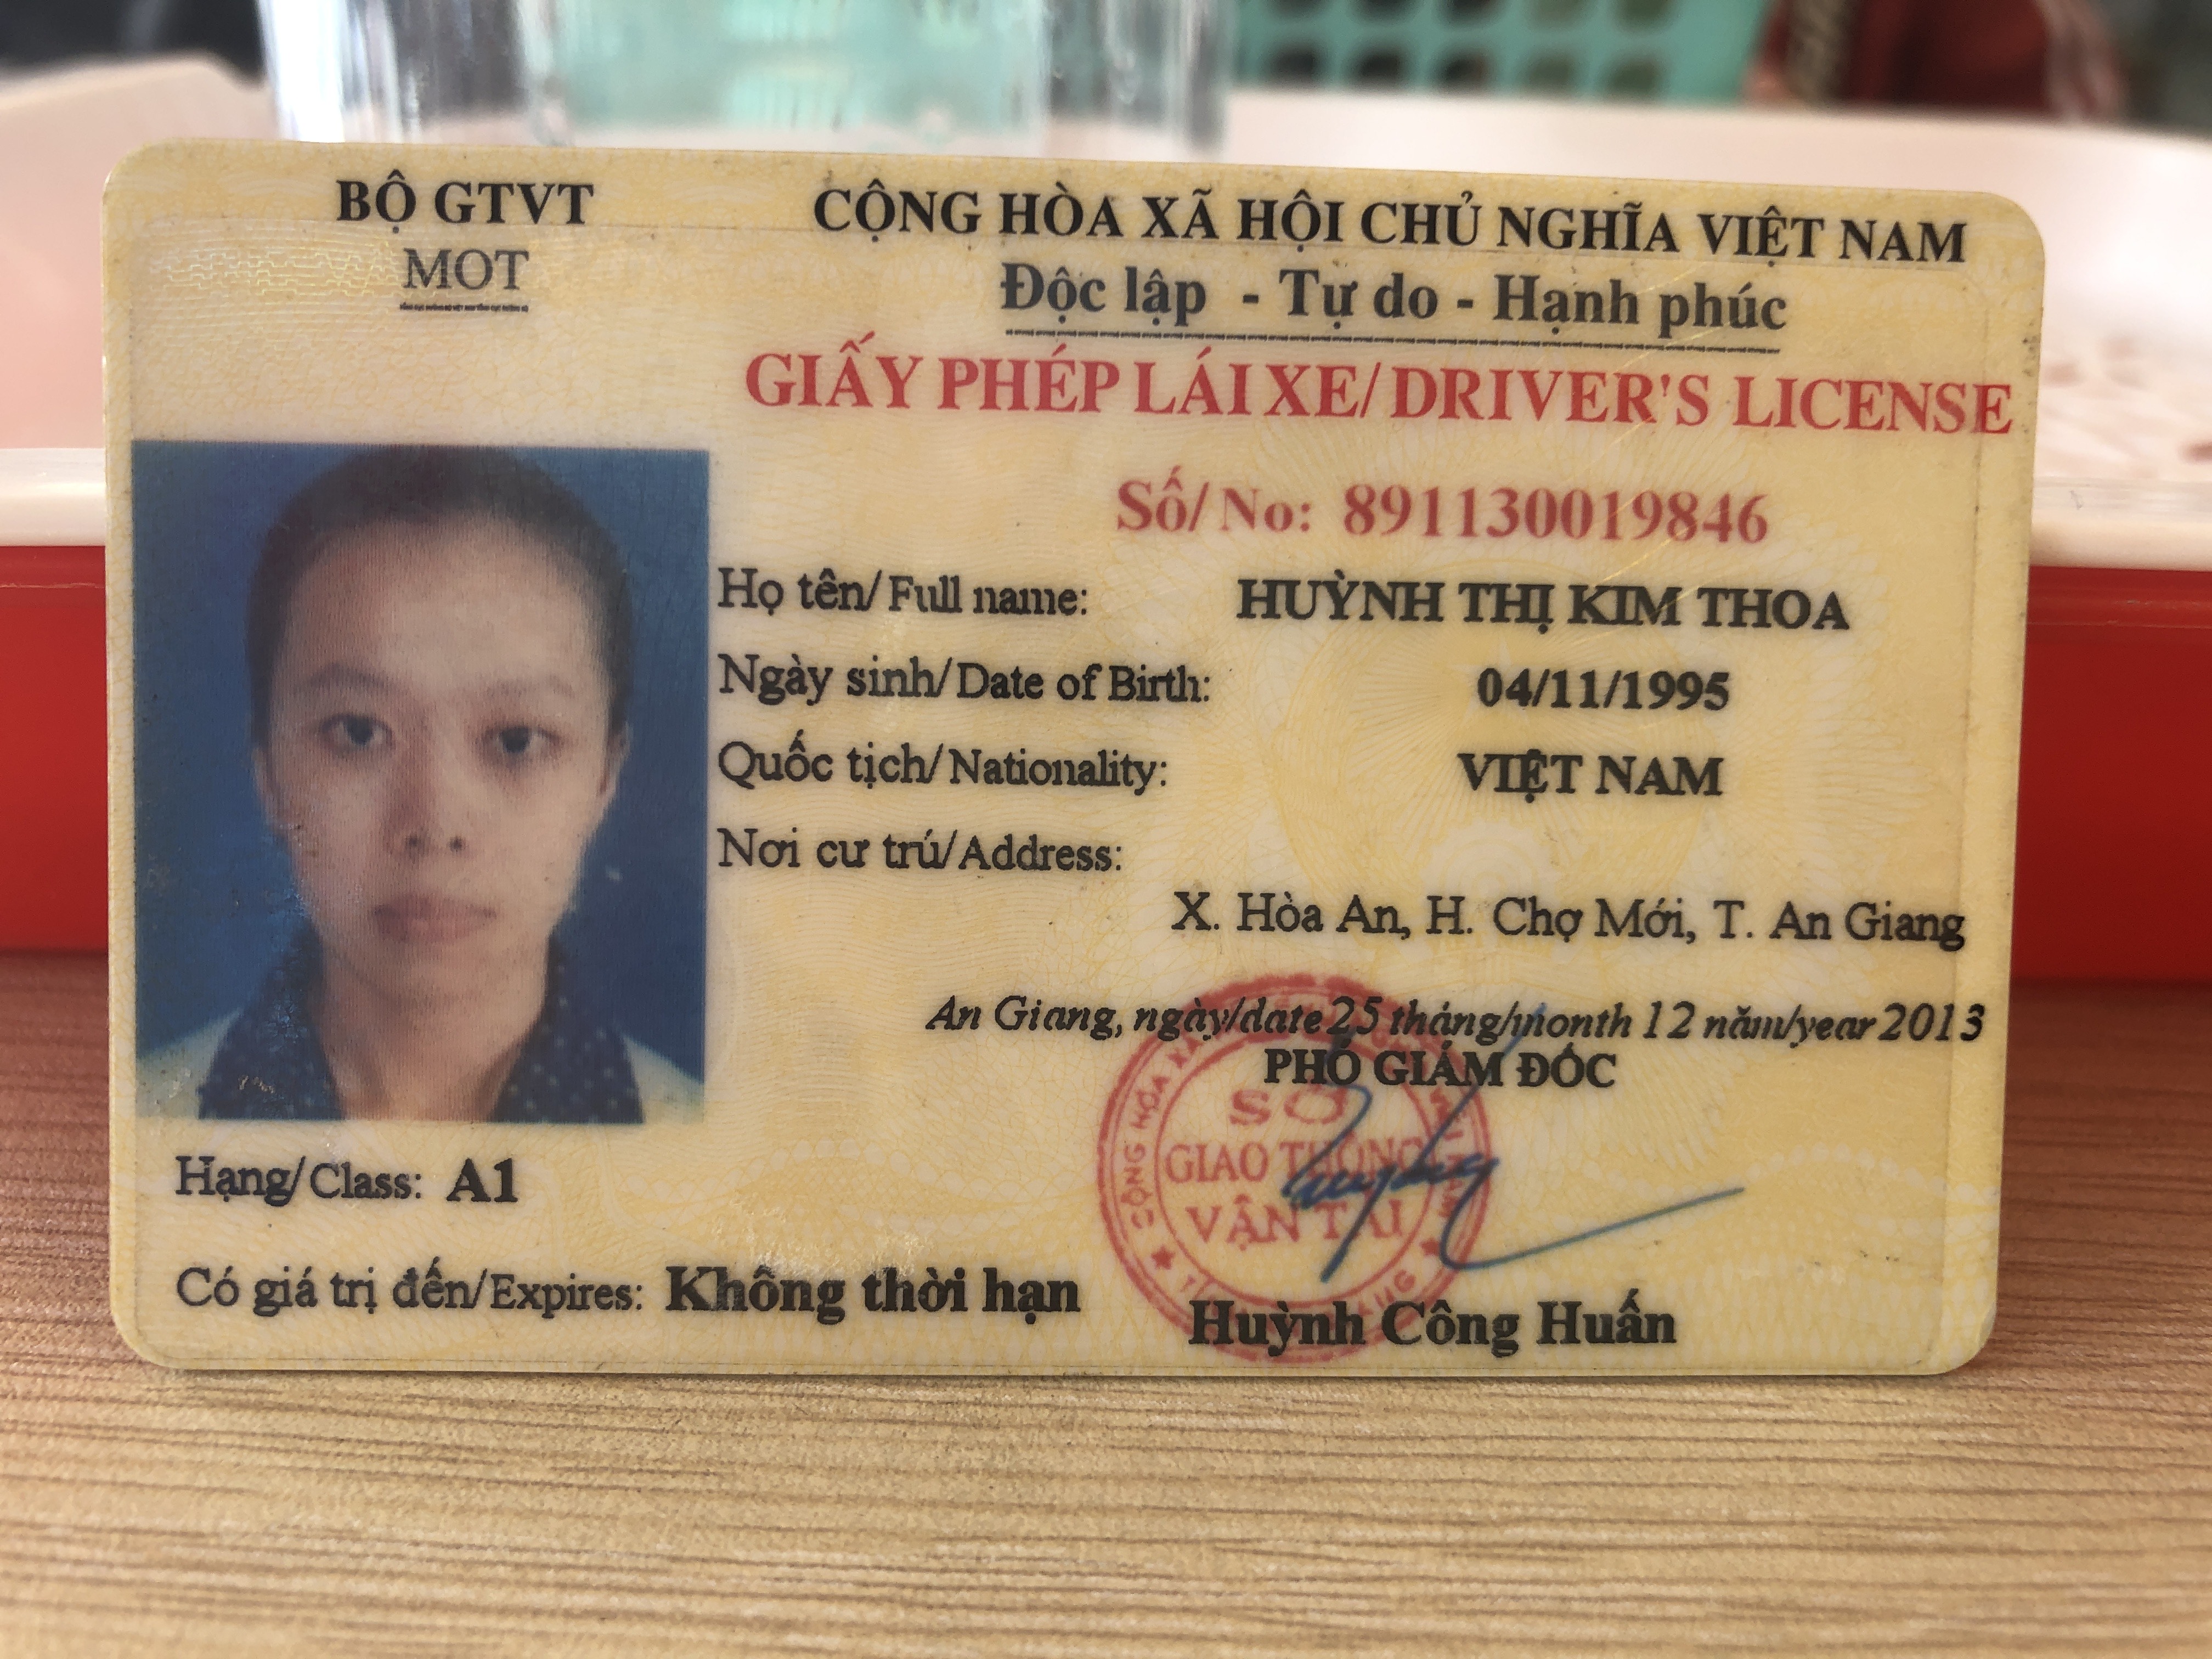 BỘ GTVT
MOT
CỘNG HÒA XÃ HỘI CHỦ NGHĨA VIỆT NAM
Độc lập - Tự do - Hạnh phúc
GIẤY PHÉP LÁI XE/ DRIVER'S LICENSE
Số/ No: 891130019846
Họ tên/ Full name: HUỲNH THỊ KIM THOA
Ngày sinh/ Date of Birth: 04/11/1995
Quốc tịch/ Nationality: VIỆT NAM
Nơi cư trú/ Address:
X. Hòa An, H. Chợ Mới, T. An Giang
An Giang, ngày/date 25 tháng/month 12 năm/year 2013
PHÓ GIÁM ĐỐC
SỞ
GIAO THÔNG
VẬN TẢI
CỘNG HÒA XÃ
Hạng/ Class: A1
Có giá trị đến/ Expires: Không thời hạn
Huỳnh Công Huấn